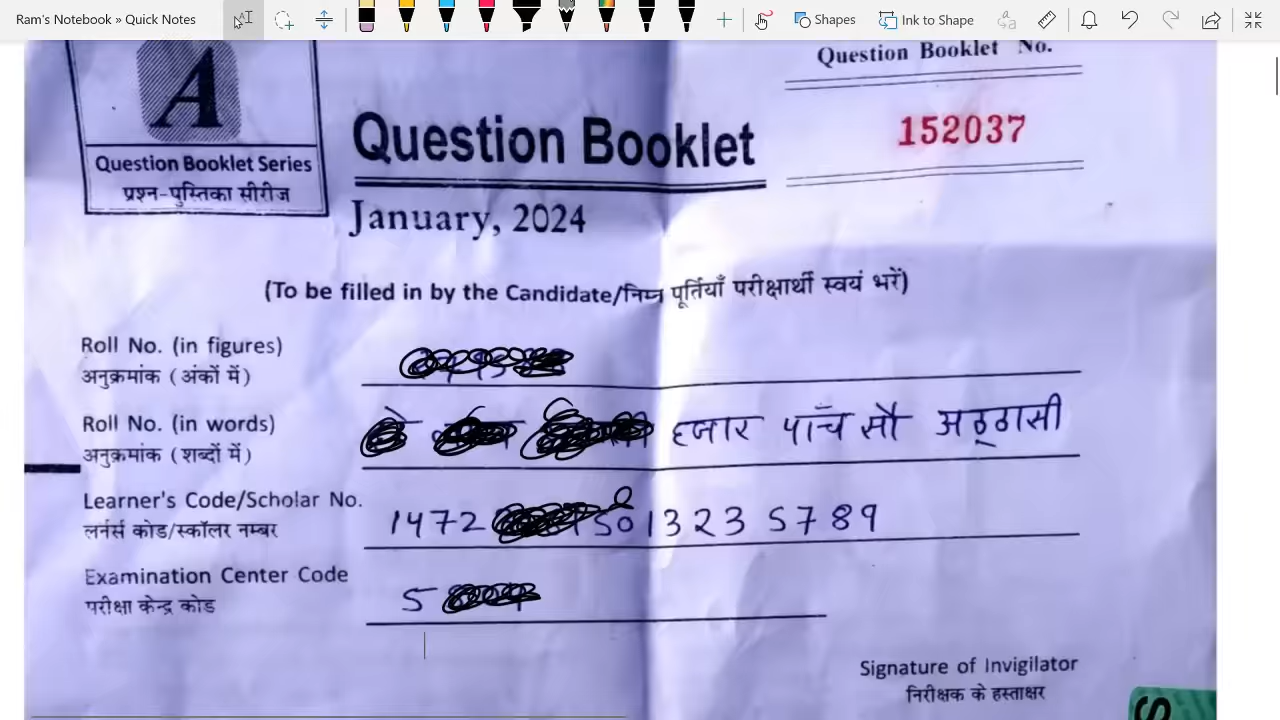 Ram's Notebook » Quick Notes
Shapes
Ink to Shape
A
Question Booklet Series
प्रश्न-पुस्तिका सीरीज
Question Booklet
January, 2024
Question Booklet No.
152037
(To be filled in by the Candidate/निम्न पूर्तियाँ परीक्षार्थी स्वयं भरें)
Roll No. (in figures)
अनुक्रमांक (अंकों में)
Roll No. (in words) हजार पाँच सौ अठ्ठासी
अनुक्रमांक (शब्दों में)
Learner's Code/Scholar No. 1472 501323 5789
लर्नर्स कोड/स्कॉलर नम्बर
Examination Center Code
परीक्षा केन्द्र कोड 5
Signature of Invigilator
निरीक्षक के हस्ताक्षर